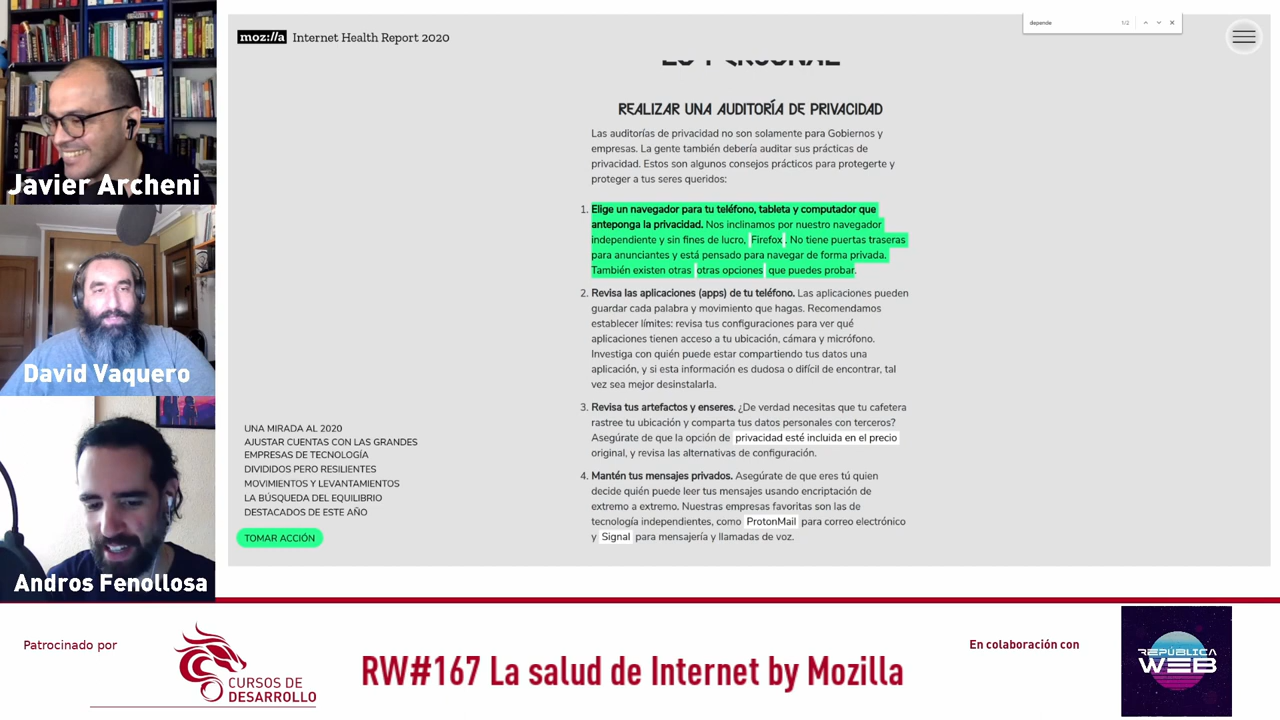 Javier Archeni
David Vaquero
Andros Fenollosa
moz://a Internet Health Report 2020
depende 1/2
LO PERSONAL
REALIZAR UNA AUDITORÍA DE PRIVACIDAD
Las auditorías de privacidad no son solamente para Gobiernos y
empresas. La gente también debería auditar sus prácticas de
privacidad. Estos son algunos consejos prácticos para protegerte y
proteger a tus seres queridos:
1. Elige un navegador para tu teléfono, tableta y computador que
anteponga la privacidad. Nos inclinamos por nuestro navegador
independiente y sin fines de lucro, Firefox. No tiene puertas traseras
para anunciantes y está pensado para navegar de forma privada.
También existen otras otras opciones que puedes probar.
2. Revisa las aplicaciones (apps) de tu teléfono. Las aplicaciones pueden
guardar cada palabra y movimiento que hagas. Recomendamos
establecer límites: revisa tus configuraciones para ver qué
aplicaciones tienen acceso a tu ubicación, cámara y micrófono.
Investiga con quién puede estar compartiendo tus datos una
aplicación, y si esta información es dudosa o difícil de encontrar, tal
vez sea mejor desinstalarla.
3. Revisa tus artefactos y enseres. ¿De verdad necesitas que tu cafetera
rastree tu ubicación y comparta tus datos personales con terceros?
Asegúrate de que la opción de privacidad esté incluida en el precio
original, y revisa las alternativas de configuración.
4. Mantén tus mensajes privados. Asegúrate de que eres tú quien
decide quién puede leer tus mensajes usando encriptación de
extremo a extremo. Nuestras empresas favoritas son las de
tecnología independientes, como ProtonMail para correo electrónico
y Signal para mensajería y llamadas de voz.
UNA MIRADA AL 2020
AJUSTAR CUENTAS CON LAS GRANDES
EMPRESAS DE TECNOLOGÍA
DIVIDIDOS PERO RESILIENTES
MOVIMIENTOS Y LEVANTAMIENTOS
LA BÚSQUEDA DEL EQUILIBRIO
DESTACADOS DE ESTE AÑO
TOMAR ACCIÓN
Patrocinado por
CURSOS DE
DESARROLLO
RW#167 La salud de Internet by Mozilla
En colaboración con
REPÚBLICA
WEB